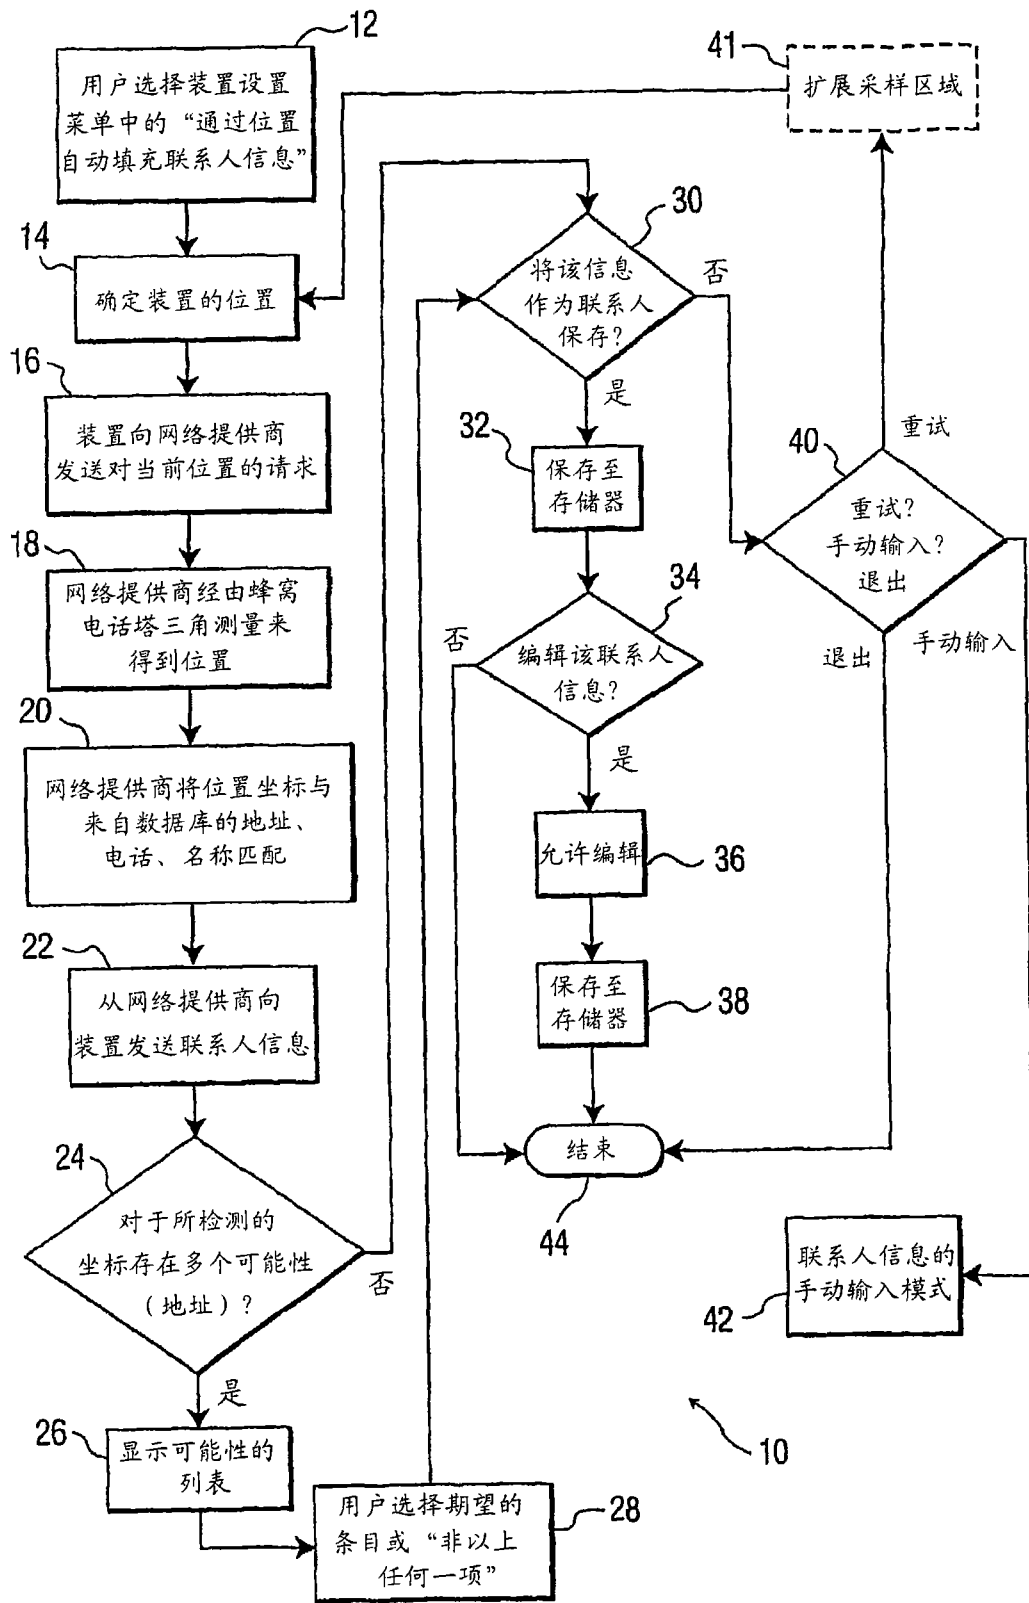 12
用户选择装置设置
菜单中的“通过位置
自动填充联系人信息”
14
确定装置的位置
16
装置向网络提供商
发送对当前位置的请求
18
网络提供商经由蜂窝
电话塔三角测量来
得到位置
20
网络提供商将位置坐标与
来自数据库的地址、
电话、名称匹配
22
从网络提供商向
装置发送联系人信息
24
对于所检测的
坐标存在多个可能性
（地址）？
否
是
26
显示可能性的
列表
28
用户选择期望的
条目或“非以上
任何一项”
30
将该信息
作为联系人
保存？
否
是
32
保存至
存储器
34
编辑该联系人
信息？
否
是
36
允许编辑
38
保存至
存储器
结束
44
41
扩展采样区域
重试
40
重试？
手动输入？
退出
退出
手动输入
联系人信息的
手动输入模式
42
10